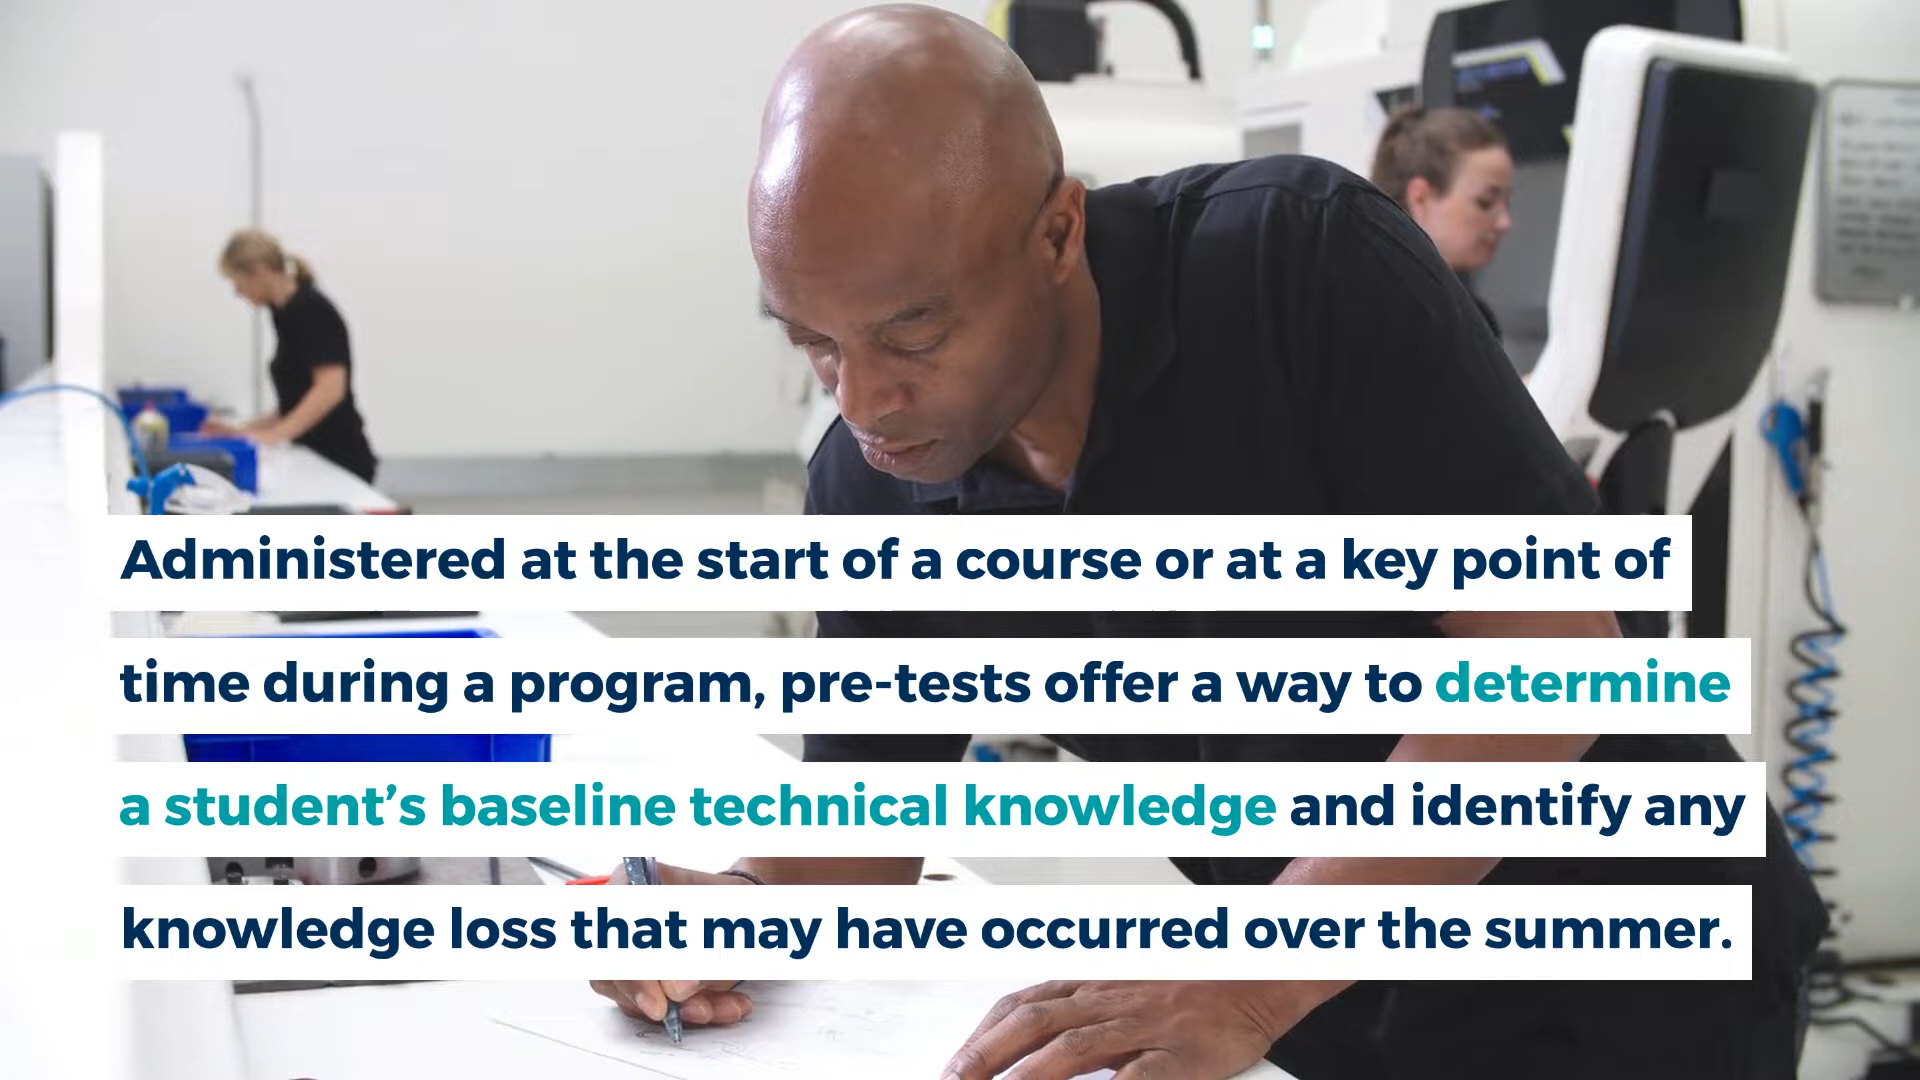 Administered at the start of a course or at a key point of
time during a program, pre-tests offer a way to determine
a student’s baseline technical knowledge and identify any
knowledge loss that may have occurred over the summer.